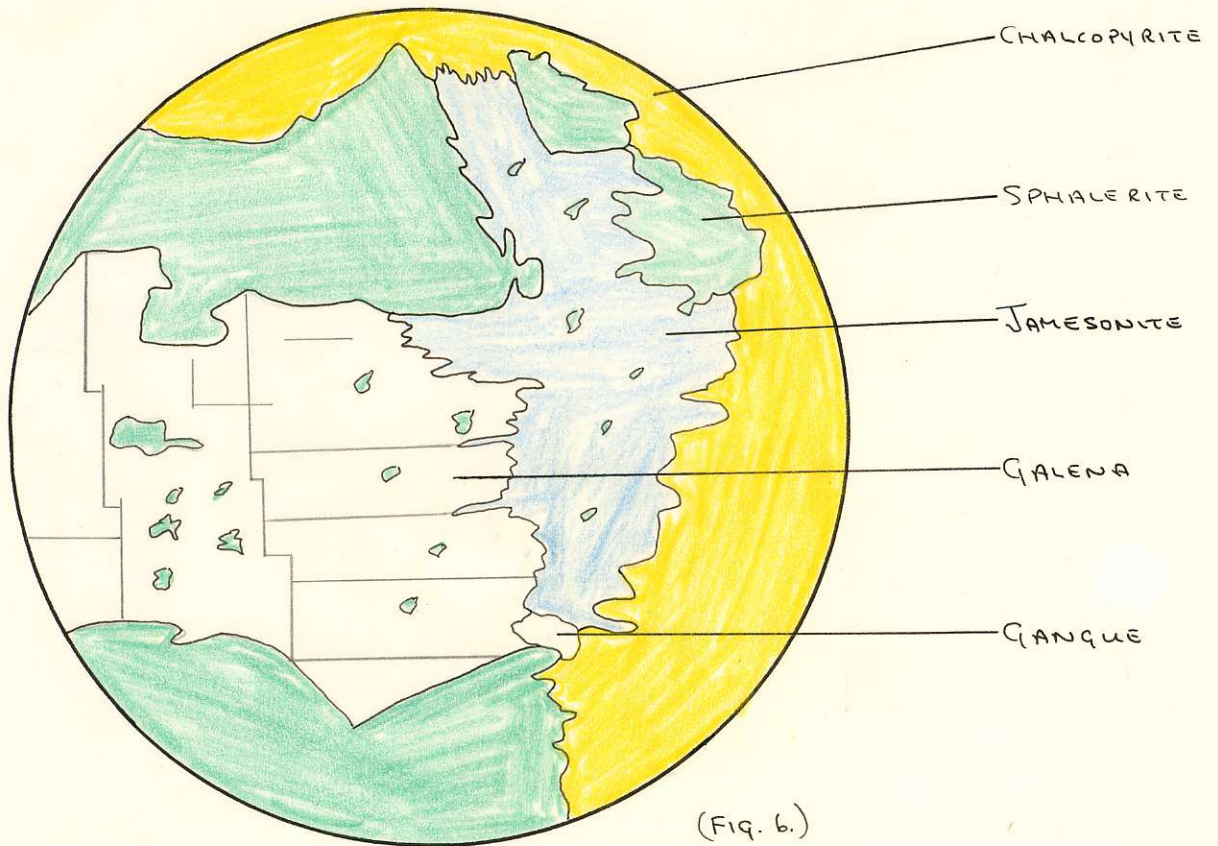 CHALCOPYRITE
SPHALERITE
JAMESONITE
GALENA
GANGUE
(FIG. 6.)